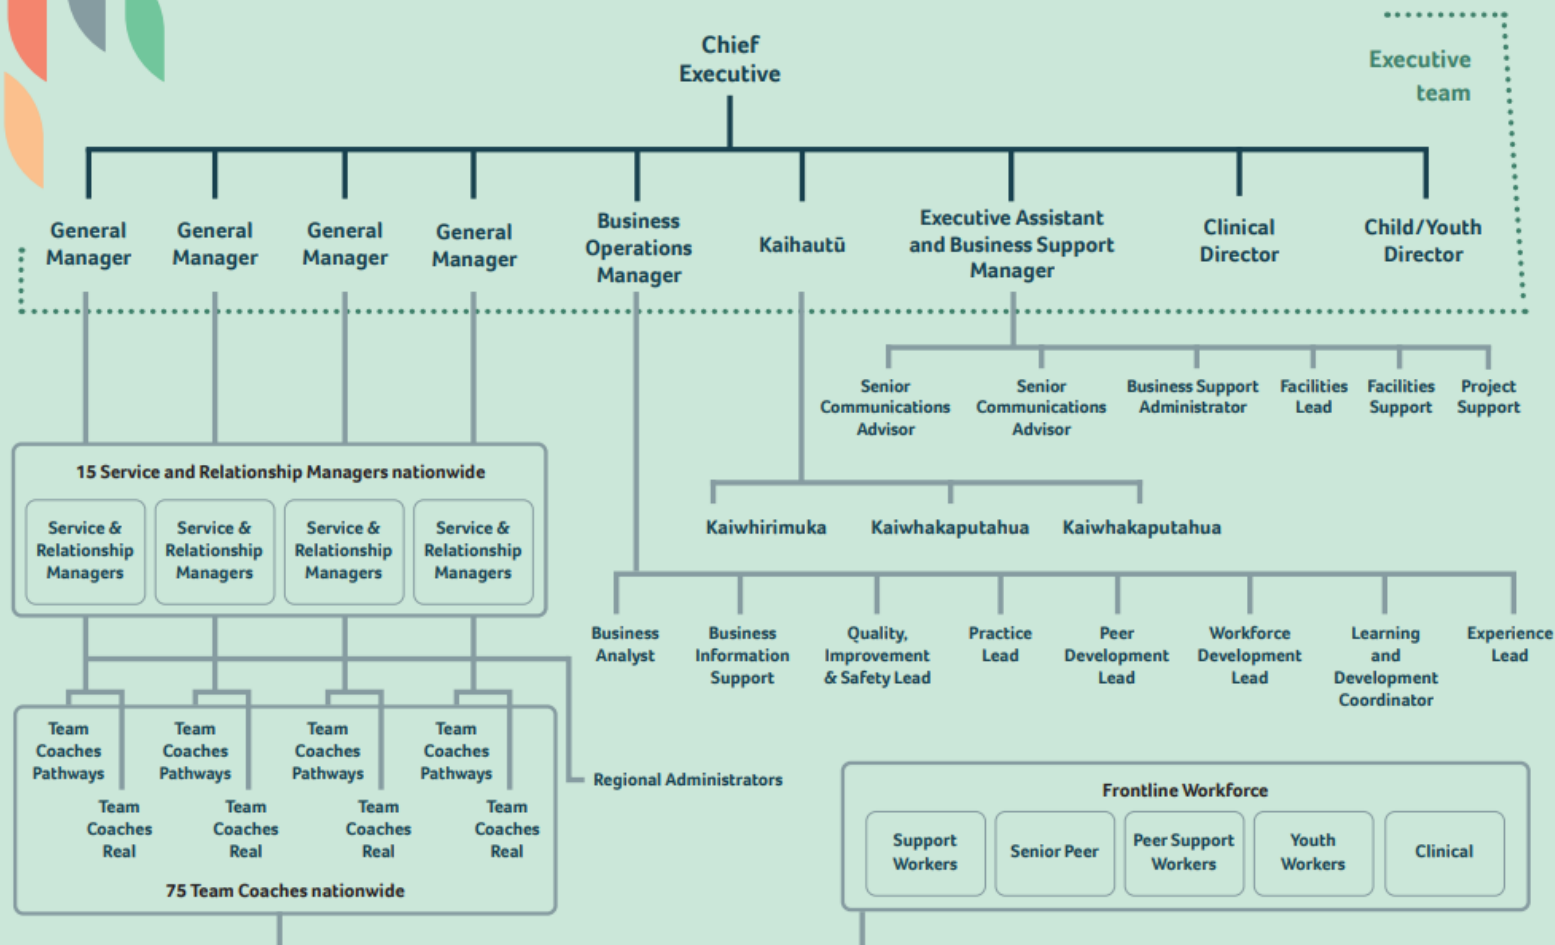 Chief
Executive
Executive
team
General
Manager
General
Manager
General
Manager
General
Manager
Business
Operations
Manager
Kaihautū
Executive Assistant
and Business Support
Manager
Clinical
Director
Child/Youth
Director
Senior
Communications
Advisor
Senior
Communications
Advisor
Business Support
Administrator
Facilities
Lead
Facilities
Support
Project
Support
15 Service and Relationship Managers nationwide
Service &
Relationship
Managers
Service &
Relationship
Managers
Service &
Relationship
Managers
Service &
Relationship
Managers
Kaiwhirimuka
Kaiwhakaputahua
Kaiwhakaputahua
Business
Analyst
Business
Information
Support
Quality,
Improvement
& Safety Lead
Practice
Lead
Peer
Development
Lead
Workforce
Development
Lead
Learning
and
Development
Coordinator
Experience
Lead
Team
Coaches
Pathways
Team
Coaches
Pathways
Team
Coaches
Pathways
Team
Coaches
Pathways
Team
Coaches
Real
Team
Coaches
Real
Team
Coaches
Real
Team
Coaches
Real
75 Team Coaches nationwide
Regional Administrators
Frontline Workforce
Support
Workers
Senior Peer
Peer Support
Workers
Youth
Workers
Clinical